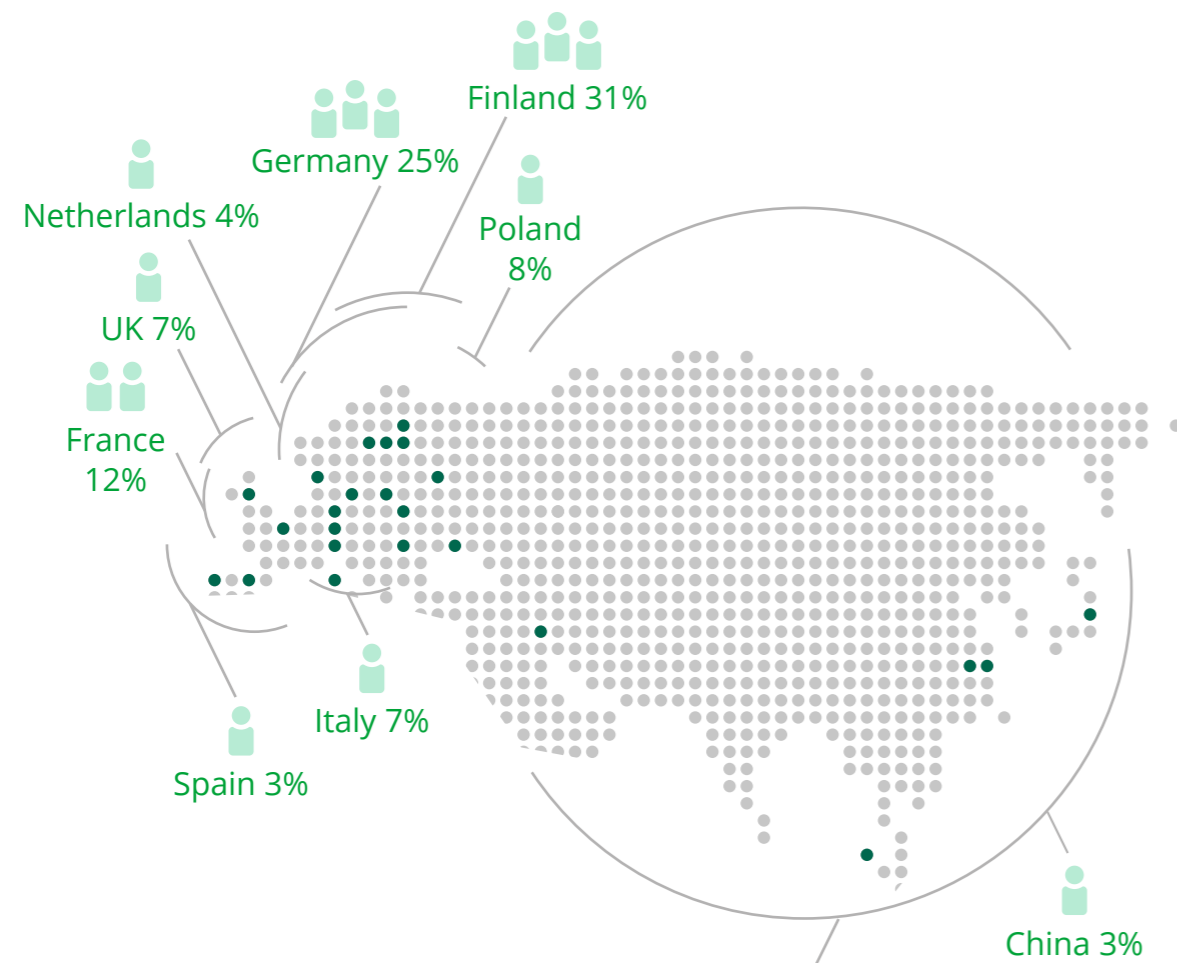 Finland 31%
Germany 25%
Netherlands 4%
Poland
8%
UK 7%
France
12%
Italy 7%
Spain 3%
China 3%